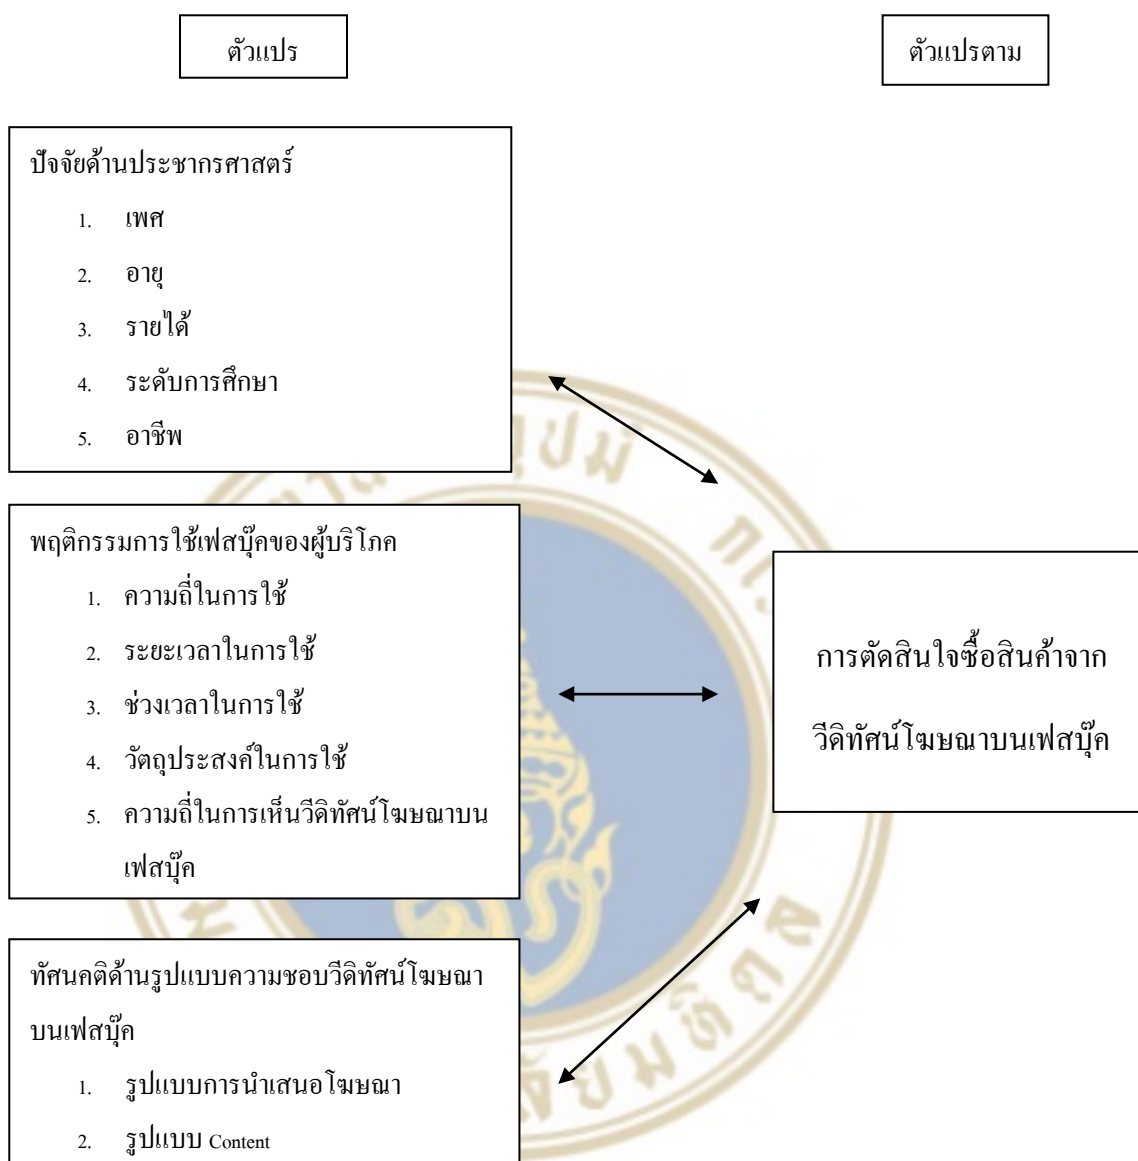 ตัวแปร
ตัวแปรตาม
ปัจจัยด้านประชากรศาสตร์
1. เพศ
2. อายุ
3. รายได้
4. ระดับการศึกษา
5. อาชีพ
พฤติกรรมการใช้เฟสบุ๊คของผู้บริโภค
1. ความถี่ในการใช้
2. ระยะเวลาในการใช้
3. ช่วงเวลาในการใช้
4. วัตถุประสงค์ในการใช้
5. ความถี่ในการเห็นวีดิทัศน์โฆษณาบน
เฟสบุ๊ค
การตัดสินใจซื้อสินค้าจาก
วีดิทัศน์โฆษณาบนเฟสบุ๊ค
ทัศนคติด้านรูปแบบความชอบวีดิทัศน์โฆษณา
บนเฟสบุ๊ค
1. รูปแบบการนำเสนอโฆษณา
2. รูปแบบ Content